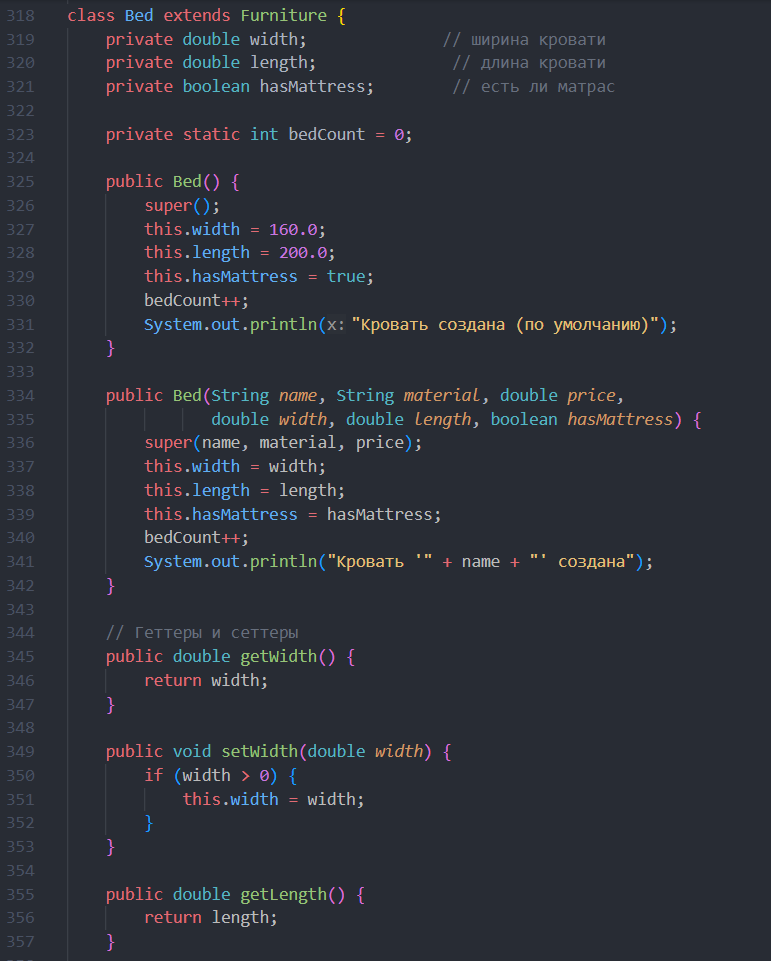 318 class Bed extends Furniture {
319     private double width;              // ширина кровати
320     private double length;              // длина кровати
321     private boolean hasMattress;        // есть ли матрас
322
323     private static int bedCount = 0;
324
325     public Bed() {
326         super();
327         this.width = 160.0;
328         this.length = 200.0;
329         this.hasMattress = true;
330         bedCount++;
331         System.out.println(x: "Кровать создана (по умолчанию)");
332     }
333
334     public Bed(String name, String material, double price,
335                double width, double length, boolean hasMattress) {
336         super(name, material, price);
337         this.width = width;
338         this.length = length;
339         this.hasMattress = hasMattress;
340         bedCount++;
341         System.out.println("Кровать '" + name + "' создана");
342     }
343
344     // Геттеры и сеттеры
345     public double getWidth() {
346         return width;
347     }
348
349     public void setWidth(double width) {
350         if (width > 0) {
351             this.width = width;
352         }
353     }
354
355     public double getLength() {
356         return length;
357     }